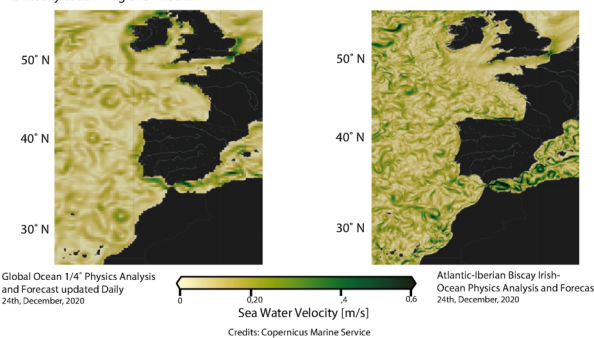 50° N
40° N
30° N
50° N
40° N
30° N
Global Ocean 1/4° Physics Analysis
and Forecast updated Daily
24th, December, 2020
0
0,20
,4
0,6
Sea Water Velocity [m/s]
Credits: Copernicus Marine Service
Atlantic-Iberian Biscay Irish-
Ocean Physics Analysis and Forecas
24th, December, 2020